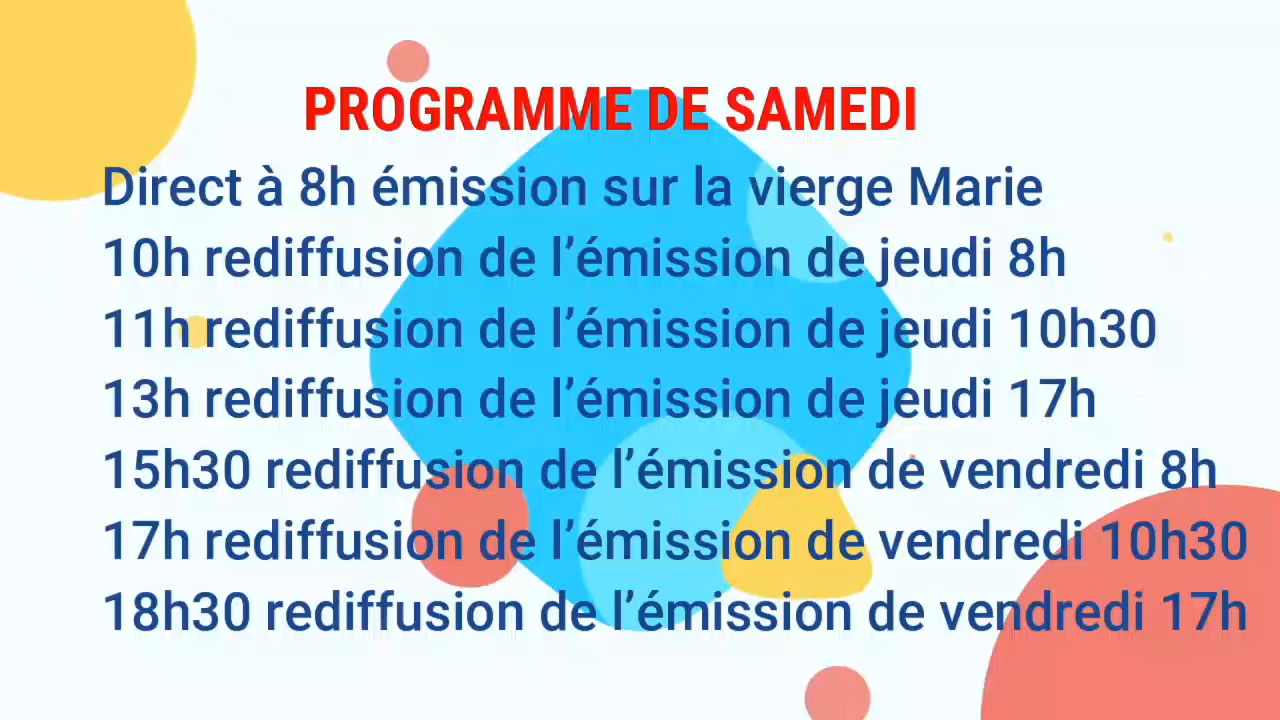 PROGRAMME DE SAMEDI
Direct à 8h émission sur la vierge Marie
10h rediffusion de l’émission de jeudi 8h
11h rediffusion de l’émission de jeudi 10h30
13h rediffusion de l’émission de jeudi 17h
15h30 rediffusion de l’émission de vendredi 8h
17h rediffusion de l’émission de vendredi 10h30
18h30 rediffusion de l’émission de vendredi 17h